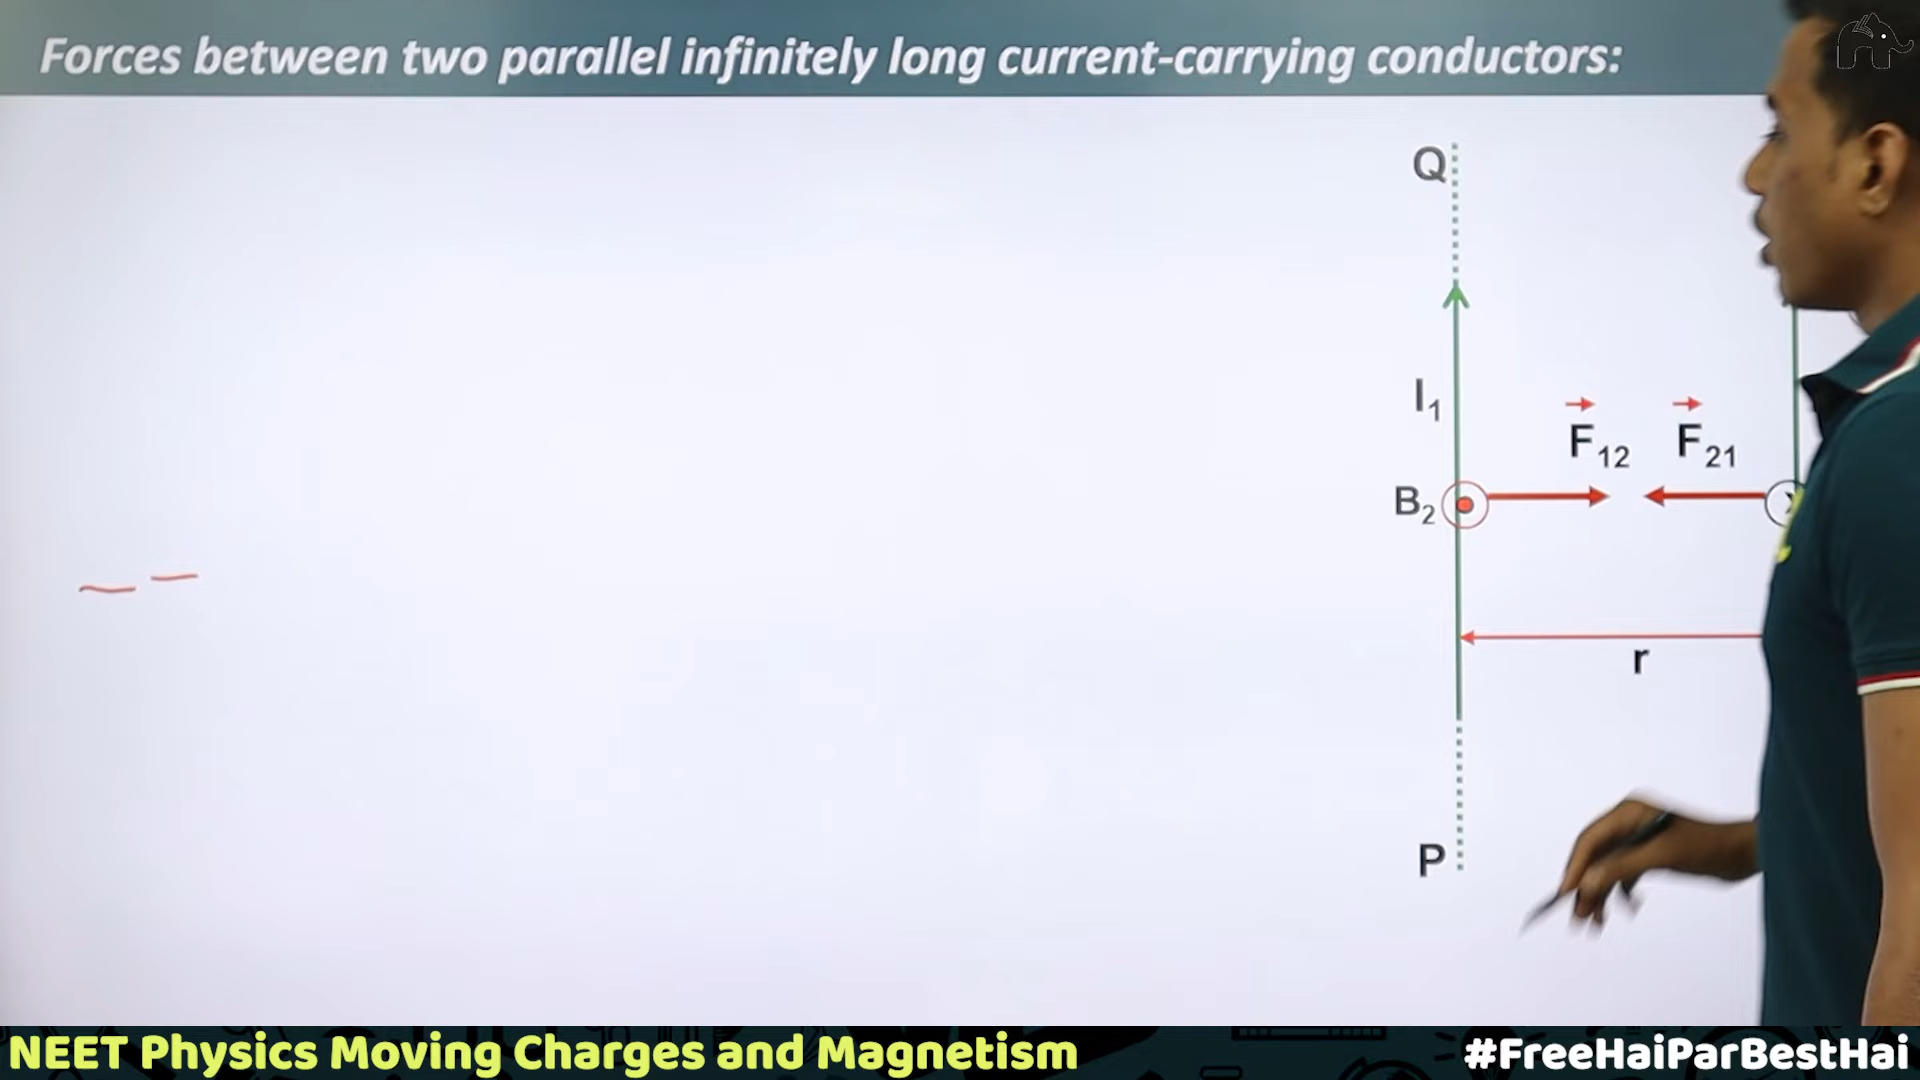 Forces between two parallel infinitely long current-carrying conductors:
Q
I₁
F₁₂ F₂₁
B₂
r
P
NEET Physics Moving Charges and Magnetism
#FreeHaiParBestHai